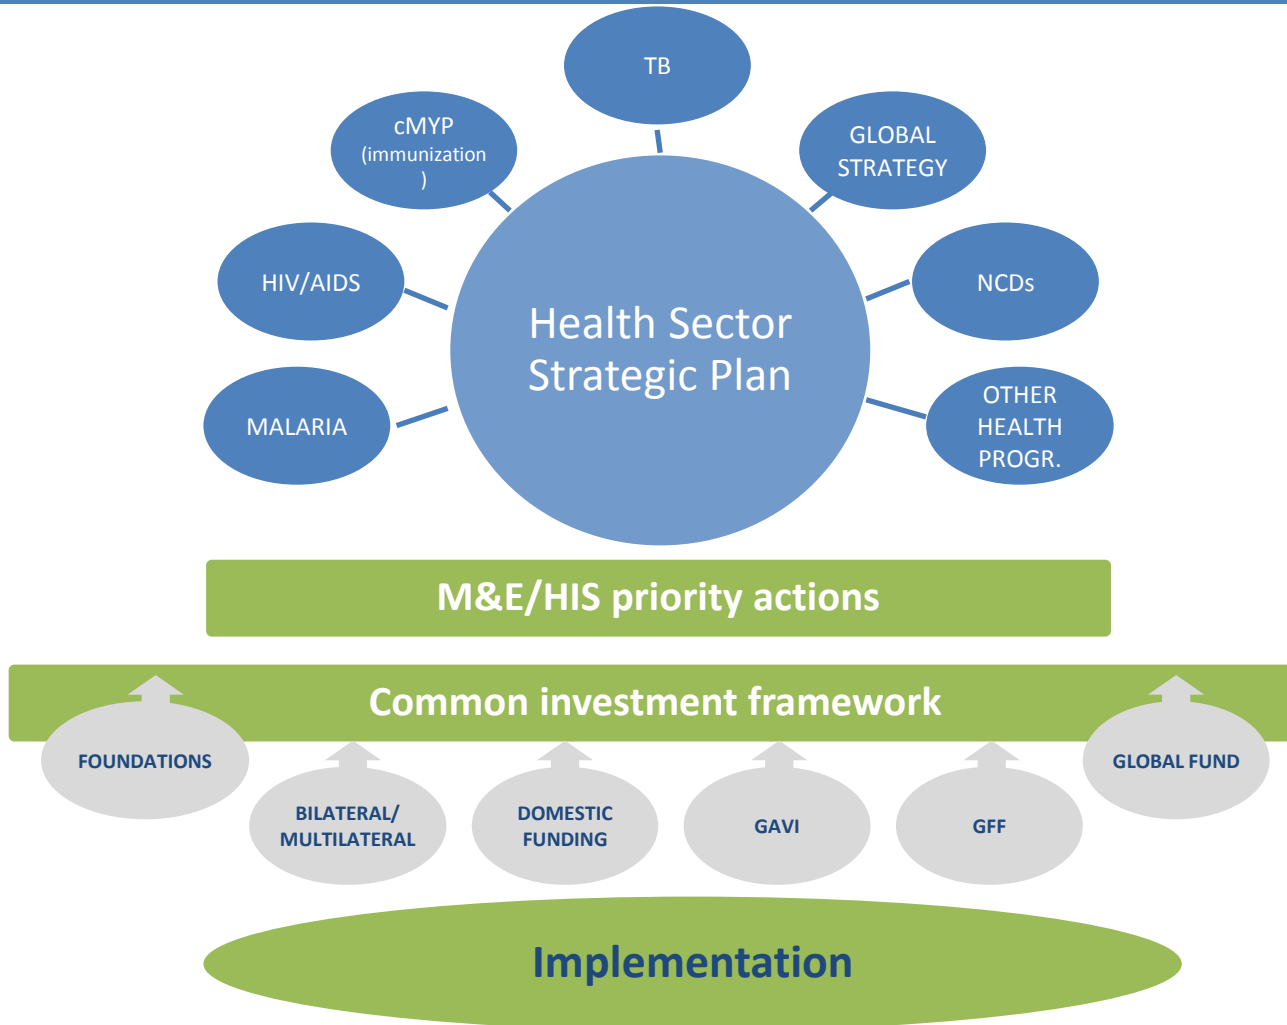 TB
cMYP
(immunization
)
GLOBAL
STRATEGY
HIV/AIDS
NCDs
Health Sector
Strategic Plan
MALARIA
OTHER
HEALTH
PROGR.
M&E/HIS priority actions
Common investment framework
FOUNDATIONS
GLOBAL FUND
BILATERAL/
MULTILATERAL
DOMESTIC
FUNDING
GAVI
GFF
Implementation